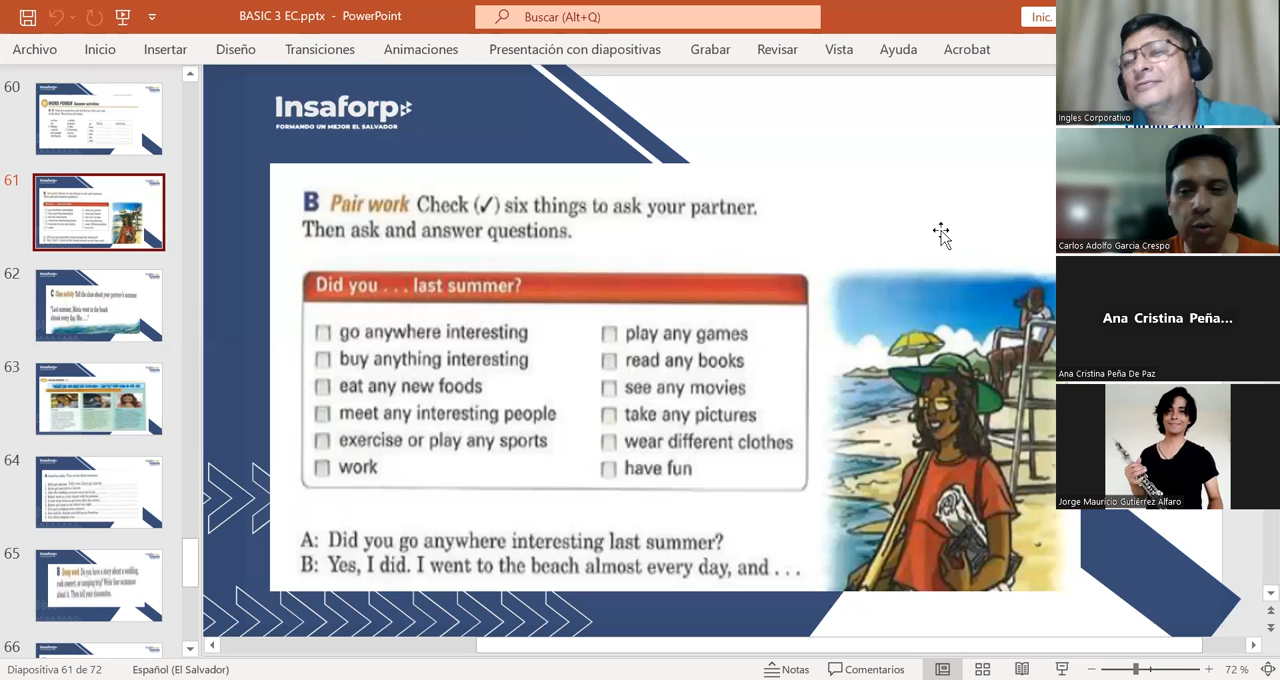 BASIC 3 EC.pptx - PowerPoint
Buscar (Alt+Q)
Inic.
Archivo Inicio Insertar Diseño Transiciones Animaciones Presentación con diapositivas Grabar Revisar Vista Ayuda Acrobat
60
61
62
63
64
65
66
Insaforp
FORMANDO UN MEJOR EL SALVADOR
B Pair work Check (✓) six things to ask your partner.
Then ask and answer questions.
Did you . . . last summer?
go anywhere interesting
buy anything interesting
eat any new foods
meet any interesting people
exercise or play any sports
work
play any games
read any books
see any movies
take any pictures
wear different clothes
have fun
A: Did you go anywhere interesting last summer?
B: Yes, I did. I went to the beach almost every day, and . . .
Ingles Corporativo
Carlos Adolfo Garcia Crespo
Ana Cristina Peña...
Ana Cristina Peña De Paz
Jorge Mauricio Gutiérrez Alfaro
Diapositiva 61 de 72 Español (El Salvador) Notas Comentarios 72 %